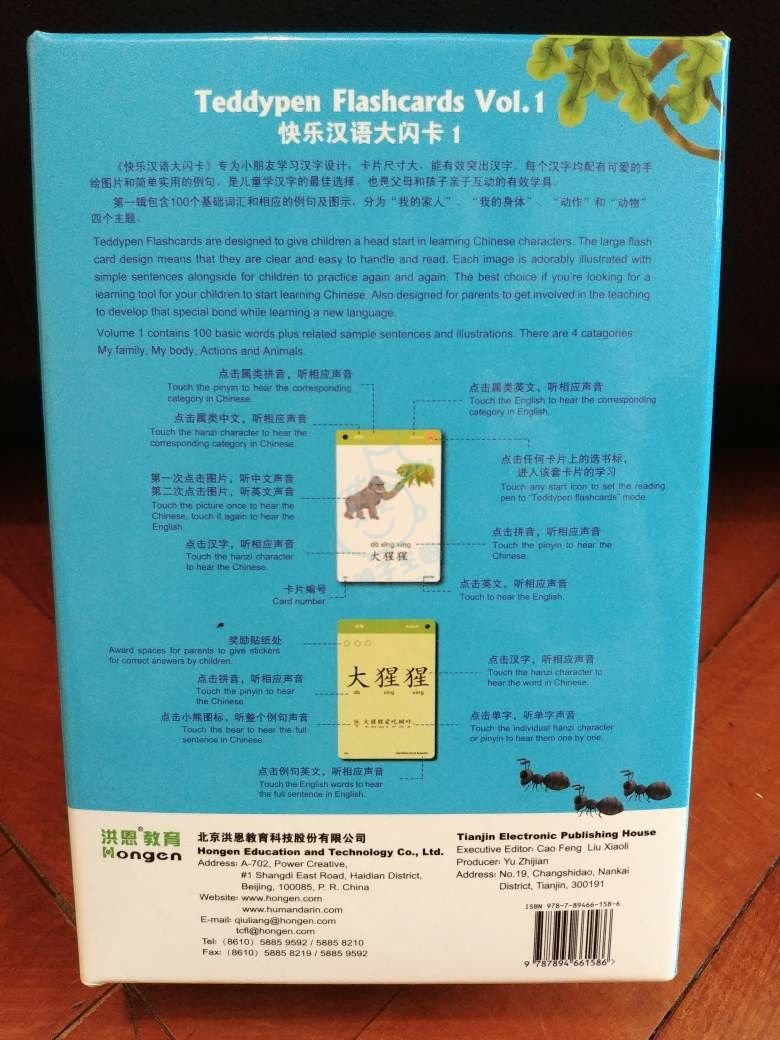 Teddypen Flashcards Vol.1
快乐汉语大闪卡 1
《快乐汉语大闪卡》专为小朋友学习汉字设计，卡片尺寸大，能有效突出汉字，每个汉字均配有可爱的手
绘图片和简单实用的例句，是儿童学汉字的最佳选择，也是父母和孩子亲子互动的有效学具。
第一辑包含100个基础词汇和相应的例句及图示，分为“我的家人”、“我的身体”、“动作”和“动物”
四个主题。
Teddypen Flashcards are designed to give children a head start in learning Chinese characters. The large flash
card design means that they are clear and easy to handle and read. Each image is adorably illustrated with
simple sentences alongside for children to practice again and again. The best choice if you're looking for a
learning tool for your children to start learning Chinese. Also designed for parents to get involved in the teaching
to develop that special bond while learning a new language.
Volume 1 contains 100 basic words plus related sample sentences and illustrations. There are 4 catagories:
My family, My body, Actions and Animals.
点击属类拼音，听相应声音
Touch the pinyin to hear the corresponding
category in Chinese.
点击属类英文，听相应声音
Touch the English to hear the corresponding
category in English.
点击属类中文，听相应声音
Touch the hanzi character to hear the
corresponding category in Chinese.
点击任何卡片上的选书标，
进入该套卡片的学习
Touch any start icon to set the reading
pen to "Teddypen flashcards" mode.
第一次点击图片，听中文声音
第二次点击图片，听英文声音
Touch the picture once to hear the
Chinese, touch it again to hear the
English.
dà xīng xing
大猩猩
点击汉字，听相应声音
Touch the hanzi character
to hear the Chinese.
点击拼音，听相应声音
Touch the pinyin to hear the
Chinese.
卡片编号
Card number
点击英文，听相应声音
Touch to hear the English.
奖励贴纸处
Award spaces for parents to give stickers
for correct answers by children.
大猩猩
dà xīng xing
大猩猩爱吃树叶
点击汉字，听相应声音
Touch the hanzi character to
hear the word in Chinese.
点击拼音，听相应声音
Touch the pinyin to hear
the Chinese.
点击小熊图标，听整个例句声音
Touch the bear to hear the full
sentence in Chinese.
点击单字，听单字声音
Touch the individual hanzi character
or pinyin to hear them one by one.
点击例句英文，听相应声音
Touch the English words to hear
the full sentence in English.
洪恩®教育
Hongen
北京洪恩教育科技股份有限公司
Hongen Education and Technology Co., Ltd.
Address: A-702, Power Creative,
#1 Shangdi East Road, Haidian District,
Beijing, 100085, P. R. China
Website: www.hongen.com
www.humandarin.com
E-mail: qiuliang@hongen.com
tcfl@hongen.com
Tel: (8610) 5885 9592 / 5885 8210
Fax: (8610) 5885 8219 / 5885 9592
Tianjin Electronic Publishing House
Executive Editor: Cao Feng Liu Xiaoli
Producer: Yu Zhijian
Address: No.19, Changshidao, Nankai
District, Tianjin, 300191
ISBN 978-7-89466-158-6
9 787894 661586